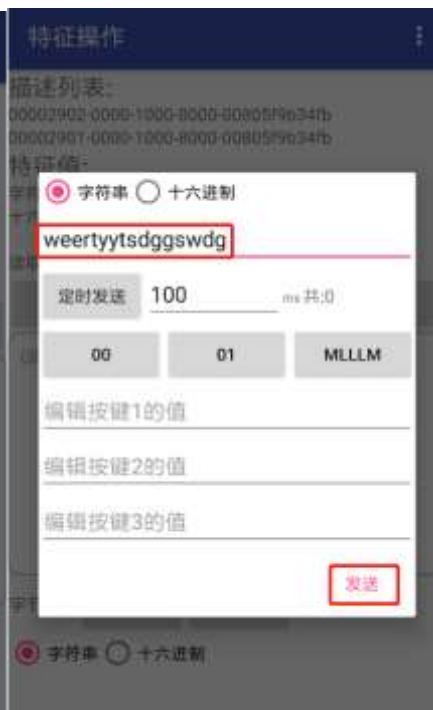 特征操作
描述列表:
00002902-0000-1000-8000-00805f9b34fb
00002901-0000-1000-8000-00805f9b34fb
特征值:
字符串 十六进制
weertyytsdggswdg
定时发送 100 ms 共:0
00 01 MLLLM
编辑按键1的值
编辑按键2的值
编辑按键3的值
发送
字符串 十六进制